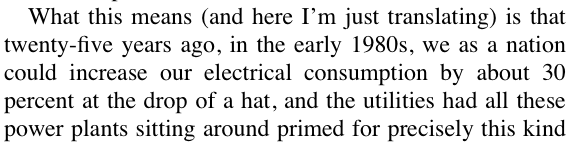 What this means (and here I'm just translating) is that
twenty-five years ago, in the early 1980s, we as a nation
could increase our electrical consumption by about 30
percent at the drop of a hat, and the utilities had all these
power plants sitting around primed for precisely this kind